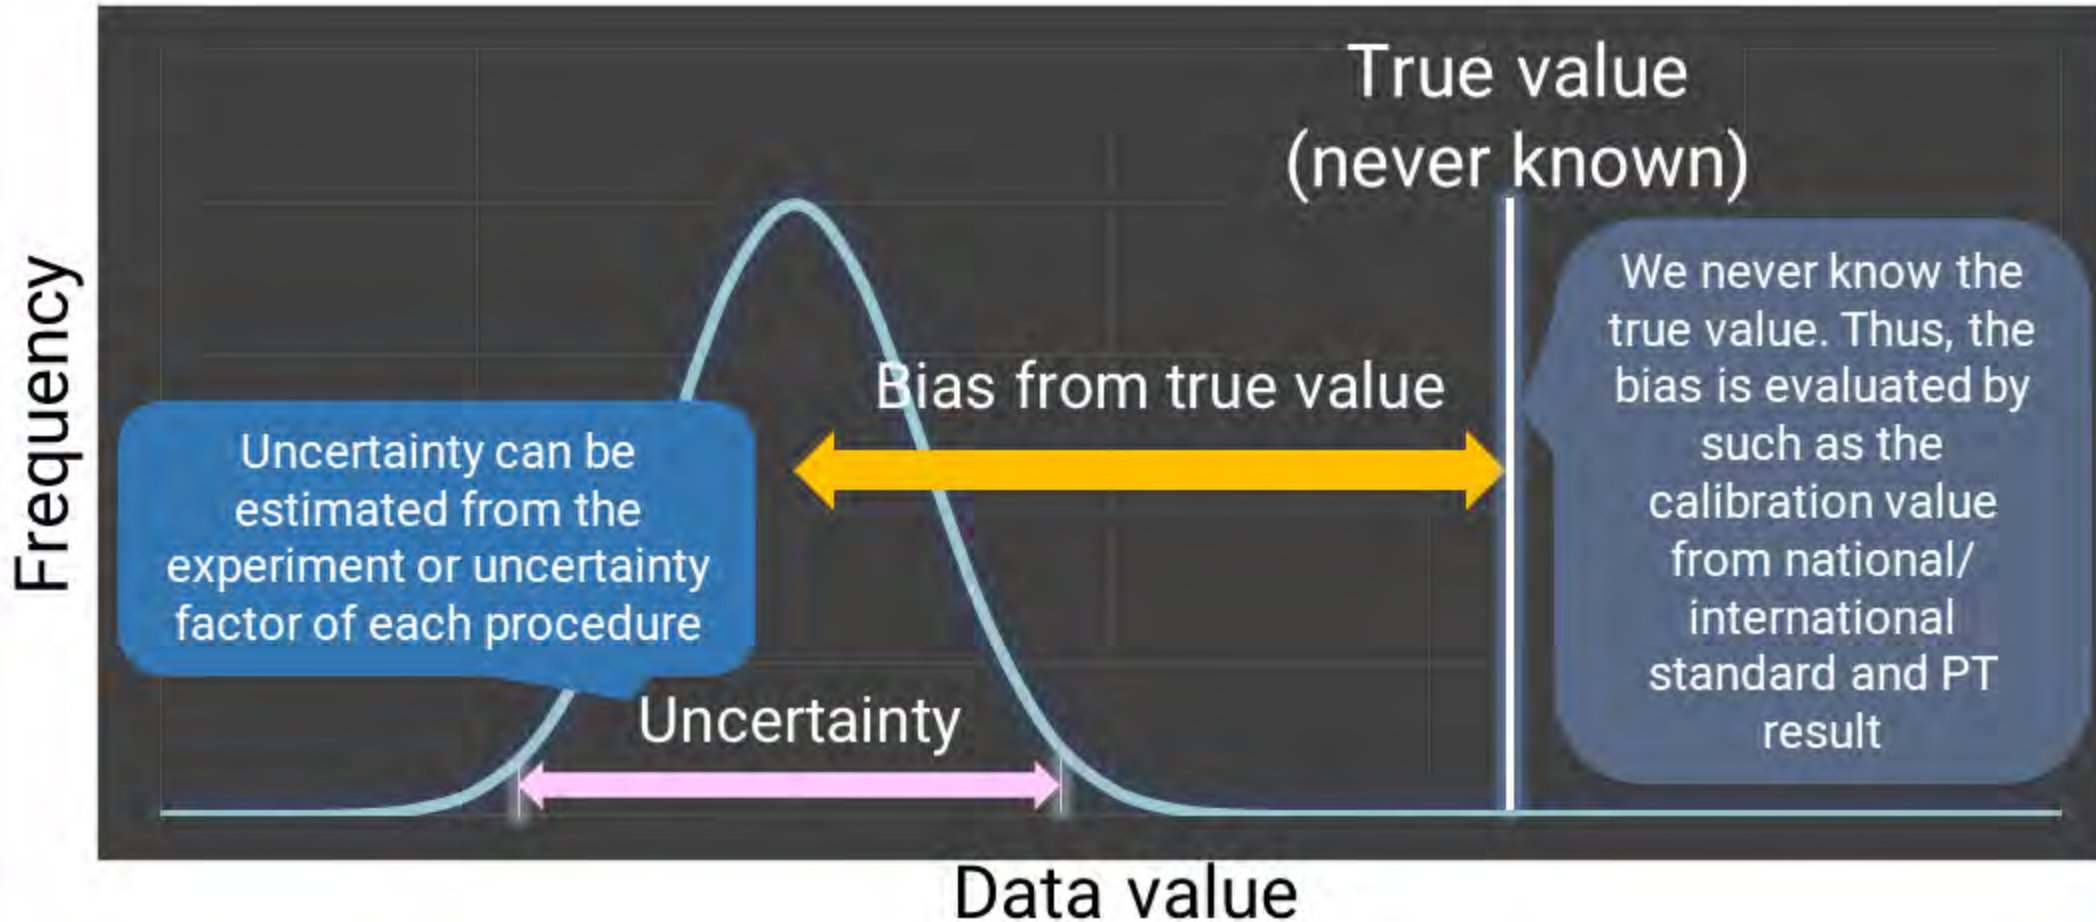 True value
(never known)
We never know the
true value. Thus, the
bias is evaluated by
such as the
calibration value
from national/
international
standard and PT
result
Bias from true value
Uncertainty can be
estimated from the
experiment or uncertainty
factor of each procedure
Uncertainty
Frequency
Data value